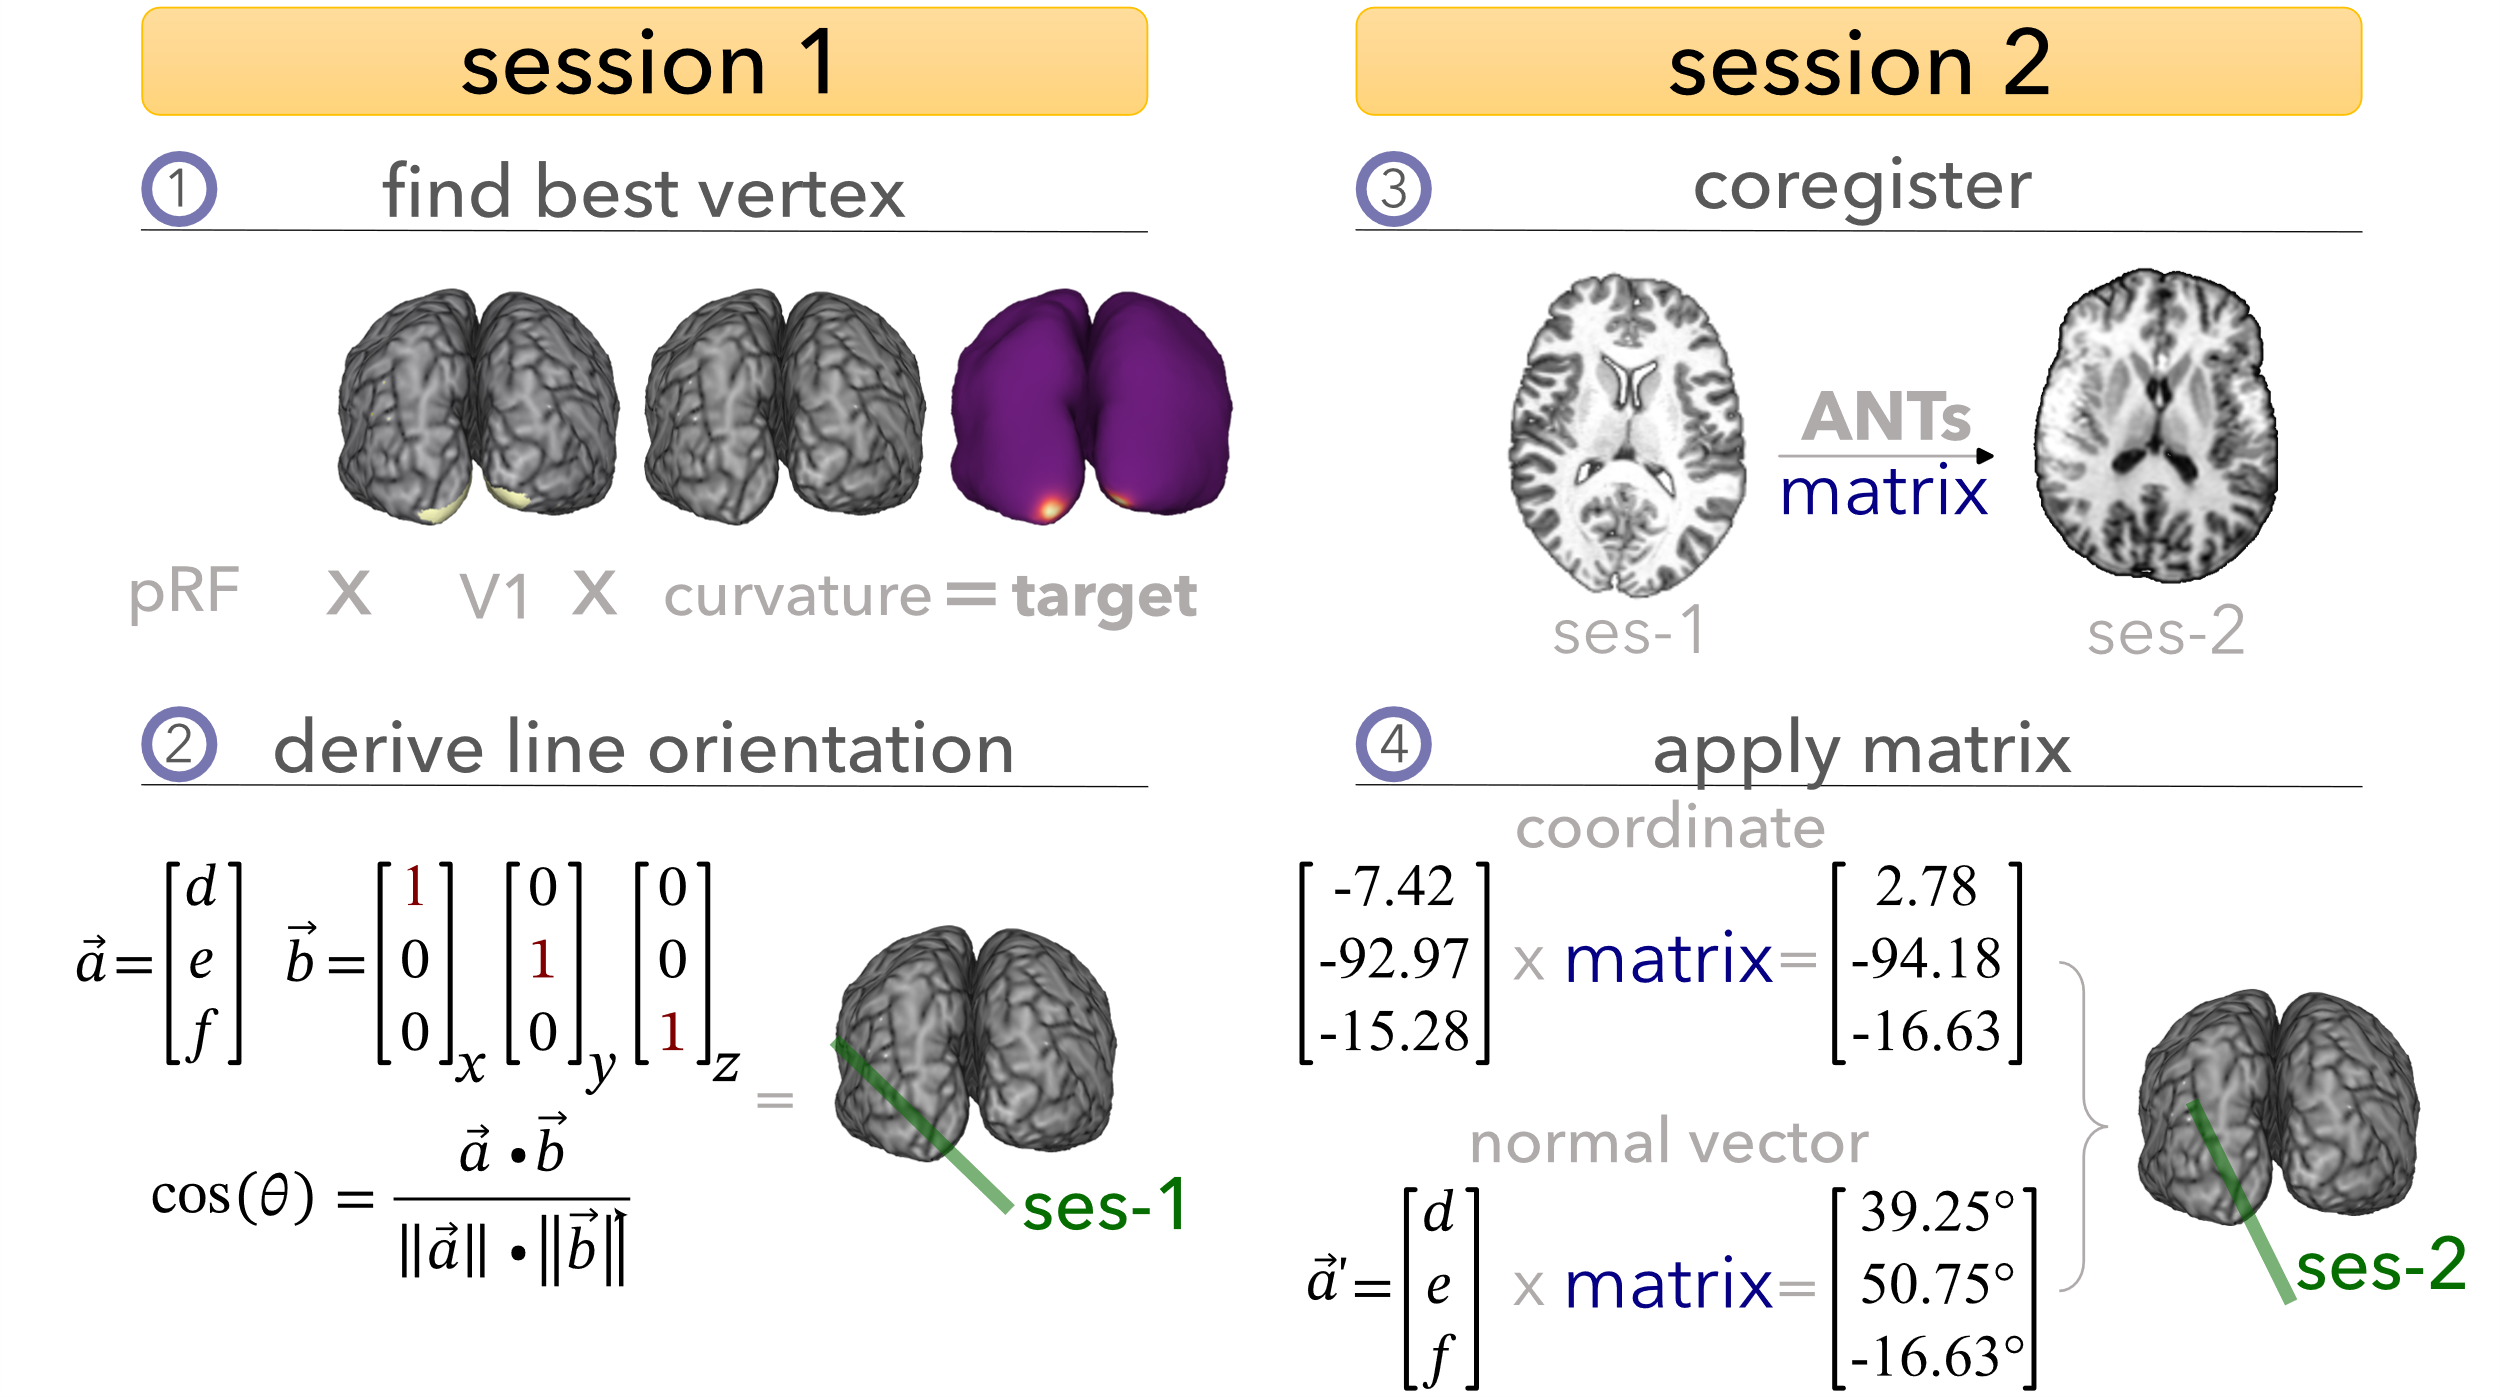 session 1
1 find best vertex
pRF x V1 x curvature = target
2 derive line orientation
a⃗ = [d e f] b⃗ = [1 0 0]x [0 1 0]y [0 0 1]z
cos(θ) = a⃗ • b⃗ / ||a⃗|| • ||b⃗||
=
ses-1
session 2
3 coregister
ANTs
matrix
ses-1 ses-2
4 apply matrix
coordinate
[-7.42 -92.97 -15.28] x matrix = [2.78 -94.18 -16.63]
normal vector
a⃗' = [d e f] x matrix = [39.25° 50.75° -16.63°]
ses-2